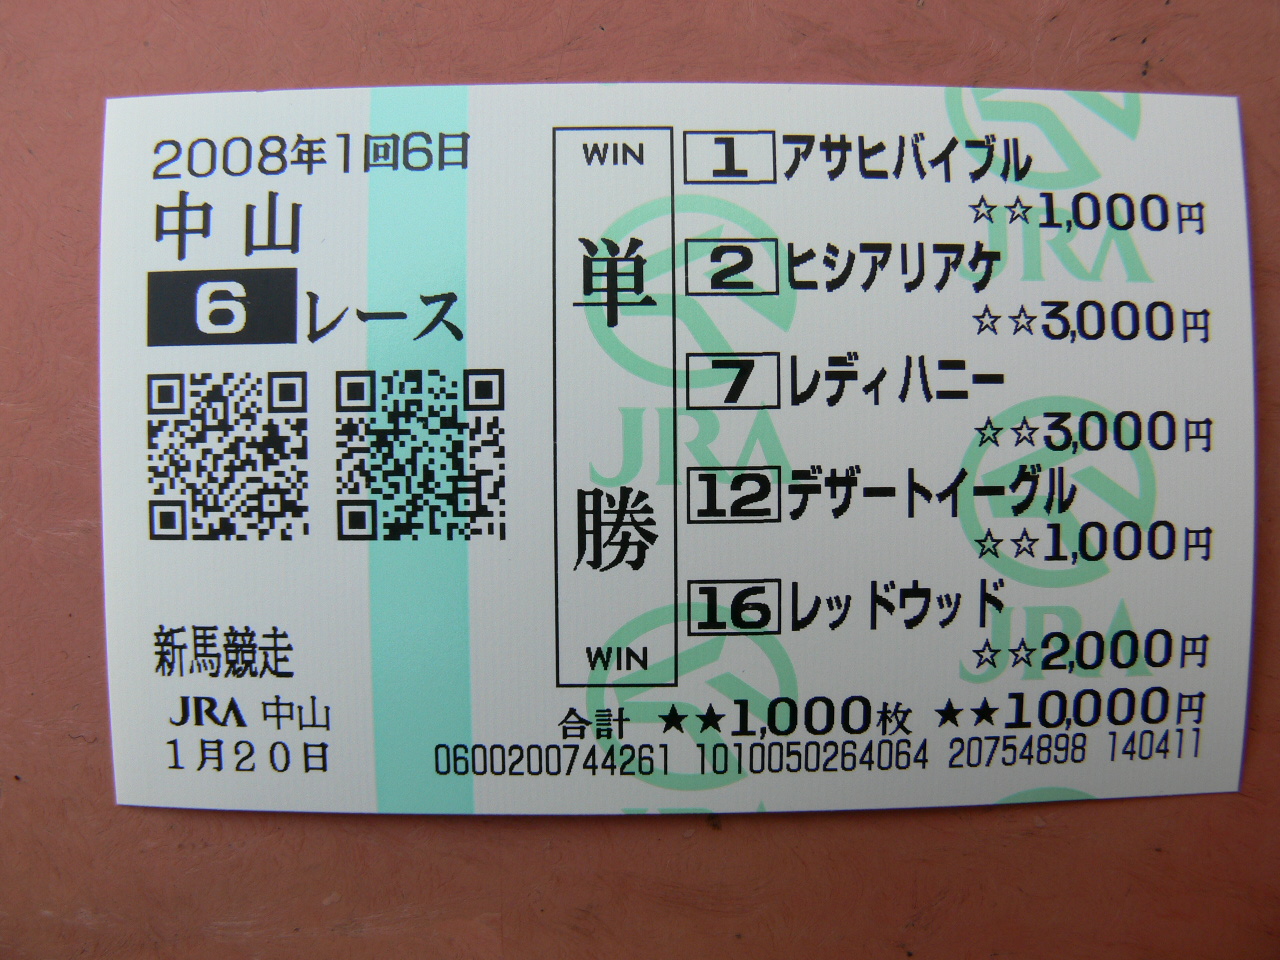 2008年1回6日
中山
6レース
新馬競走
JRA 中山
1月20日
WIN
単勝
WIN
1 アサヒバイブル
☆☆1,000円
2 ヒシアリアケ
☆☆3,000円
7 レディハニー
☆☆3,000円
12 デザートイーグル
☆☆1,000円
16 レッドウッド
☆☆2,000円
合計 ★★1,000枚 ★★10,000円
0600200744261 1010050264064 20754898 140411
JRA
JRA
JRA
JRA